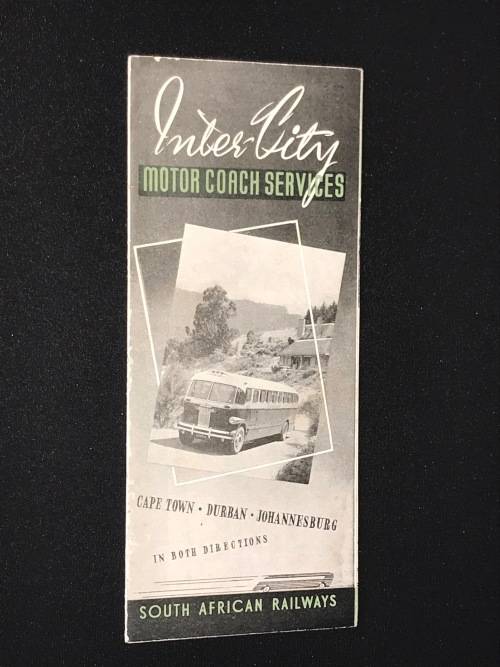 Inter-City
MOTOR COACH SERVICES
CAPE TOWN • DURBAN • JOHANNESBURG
IN BOTH DIRECTIONS
SOUTH AFRICAN RAILWAYS